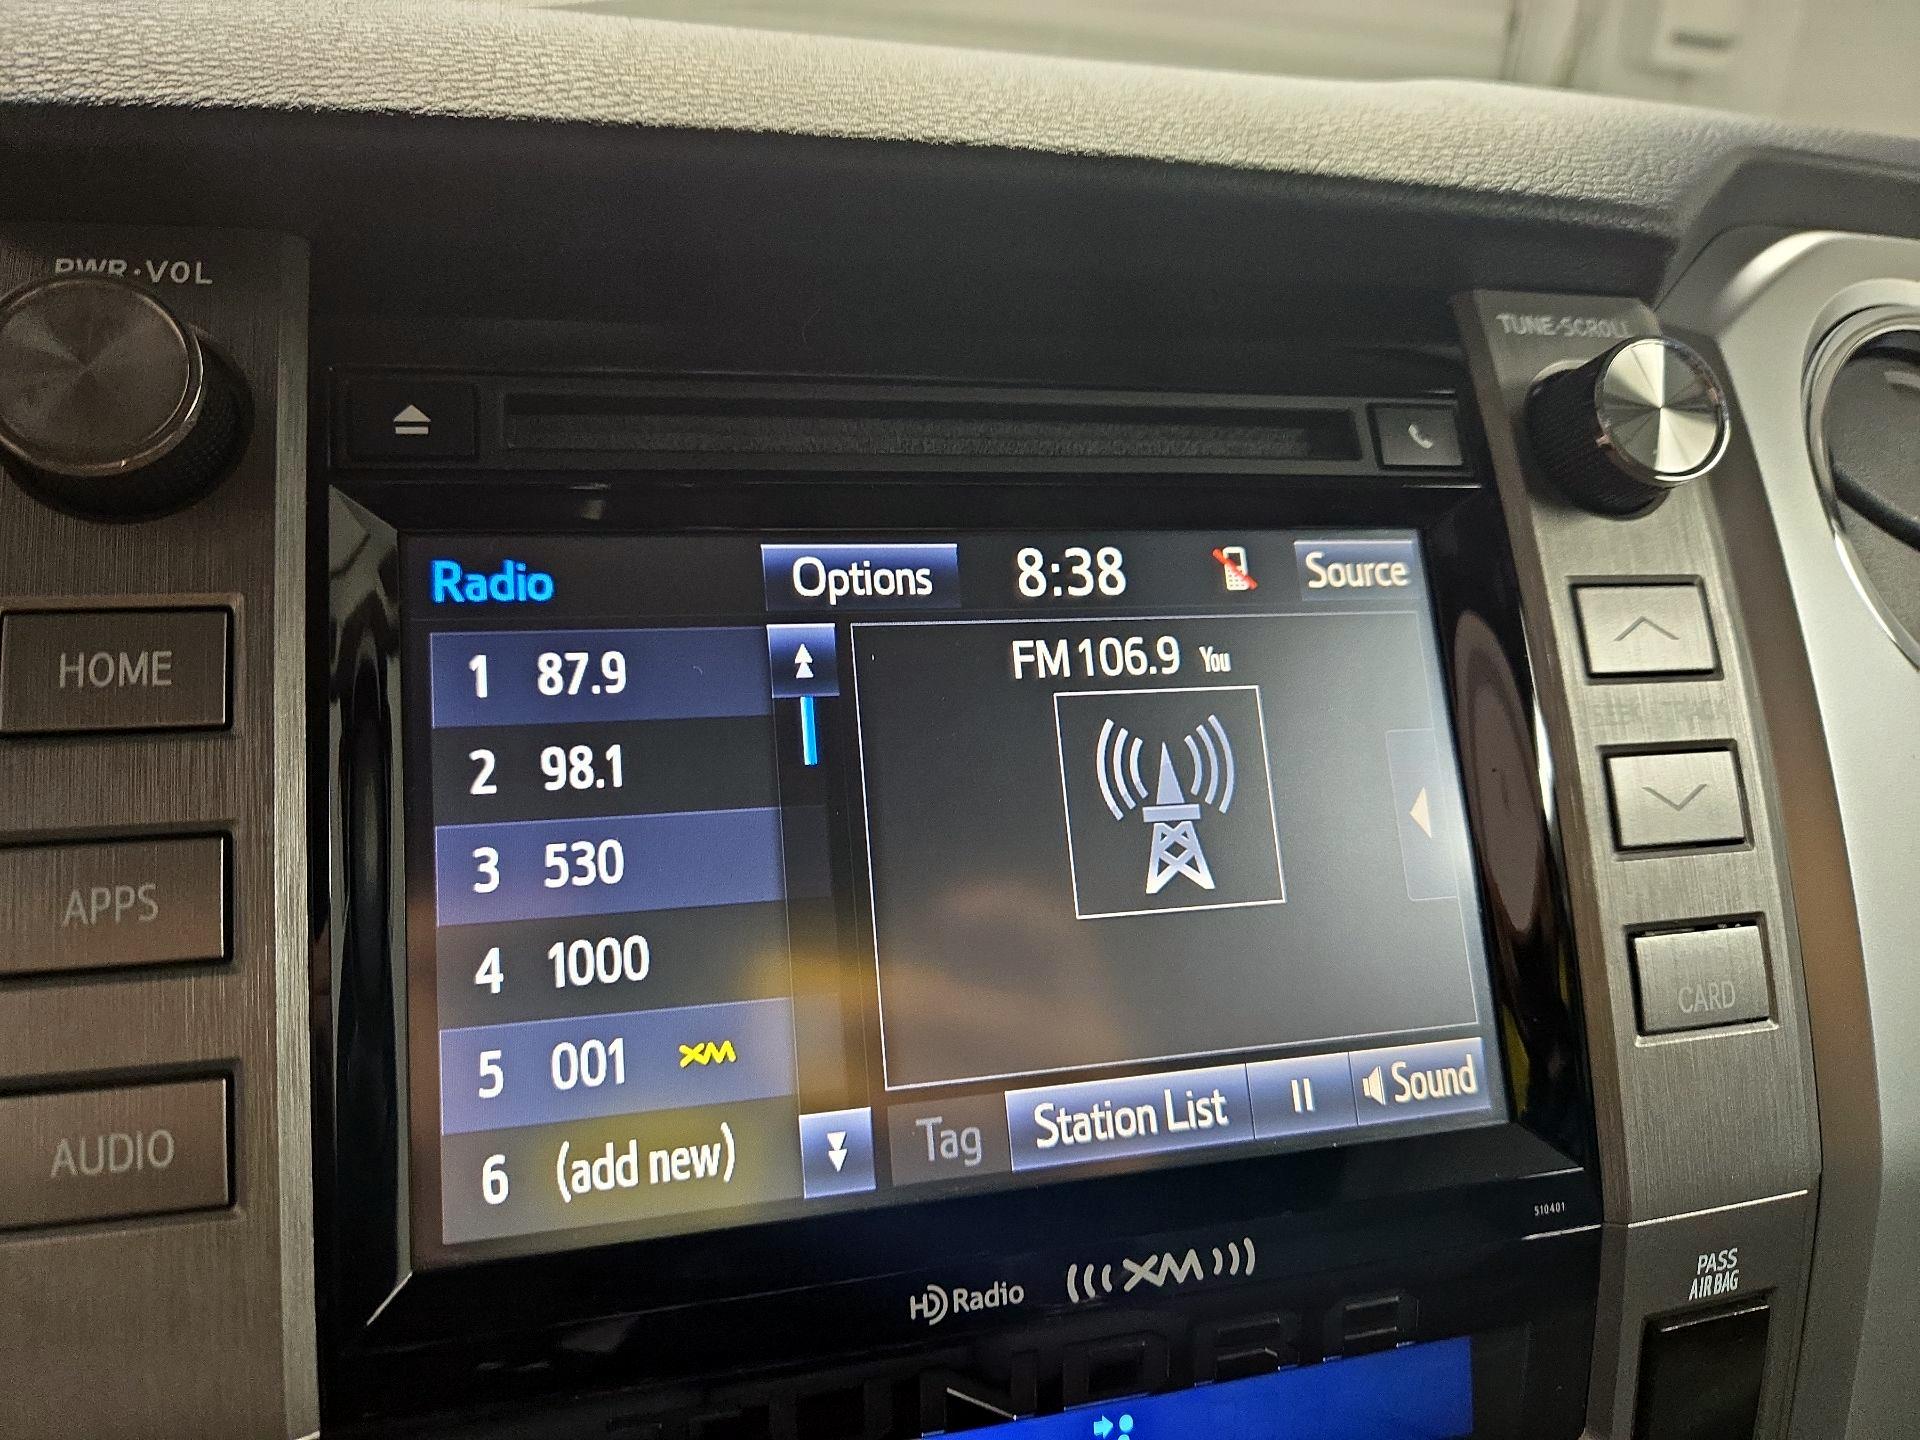 PWR·VOL
TUNE·SCROLL
Radio
Options
8:38
Source
1 87.9
FM 106.9 You
HOME
2 98.1
3 530
APPS
4 1000
CARD
5 001 XM
Station List
Sound
Tag
AUDIO
6 (add new)
510401
PASS
AIR BAG
HD Radio
(((XM)))
TUNDRA